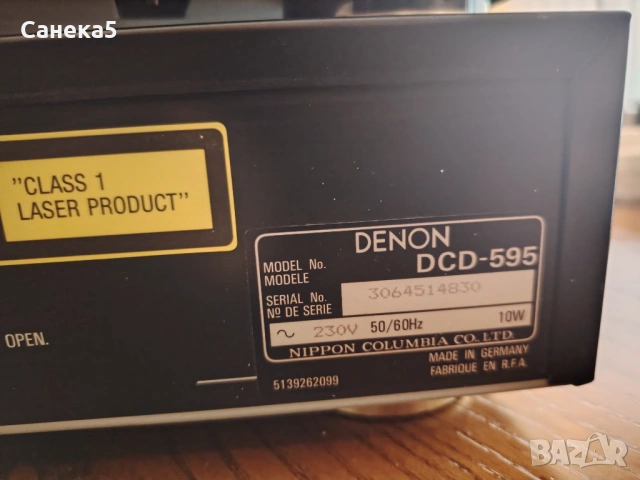 Санека5
"CLASS 1
LASER PRODUCT"
OPEN.
DENON
MODEL No.
MODELE
DCD-595
SERIAL No.
Nº DE SERIE
3064514830
~ 230V 50/60Hz 10W
NIPPON COLUMBIA CO., LTD.
5139262099
MADE IN GERMANY
FABRIQUE EN R.F.A.
BAZAR
bg